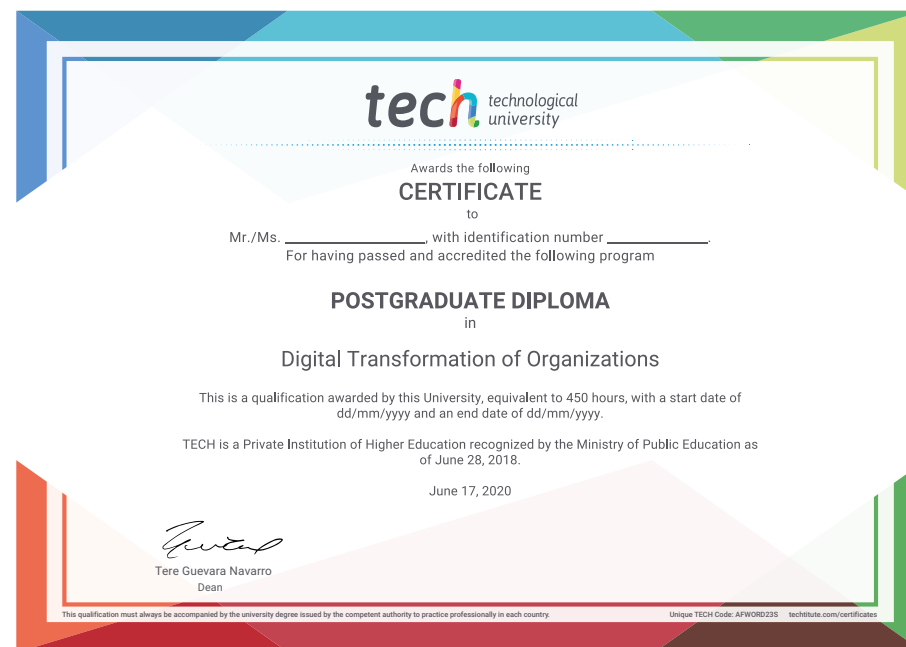 tech technological
university
Awards the following
CERTIFICATE
to
Mr./Ms. ____________________, with identification number ______________.
For having passed and accredited the following program
POSTGRADUATE DIPLOMA
in
Digital Transformation of Organizations
This is a qualification awarded by this University, equivalent to 450 hours, with a start date of
dd/mm/yyyy and an end date of dd/mm/yyyy.
TECH is a Private Institution of Higher Education recognized by the Ministry of Public Education as
of June 28, 2018.
June 17, 2020
Tere Guevara Navarro
Dean
This qualification must always be accompanied by the university degree issued by the competent authority to practice professionally in each country. Unique TECH Code: AFWORD23S techtitute.com/certificates